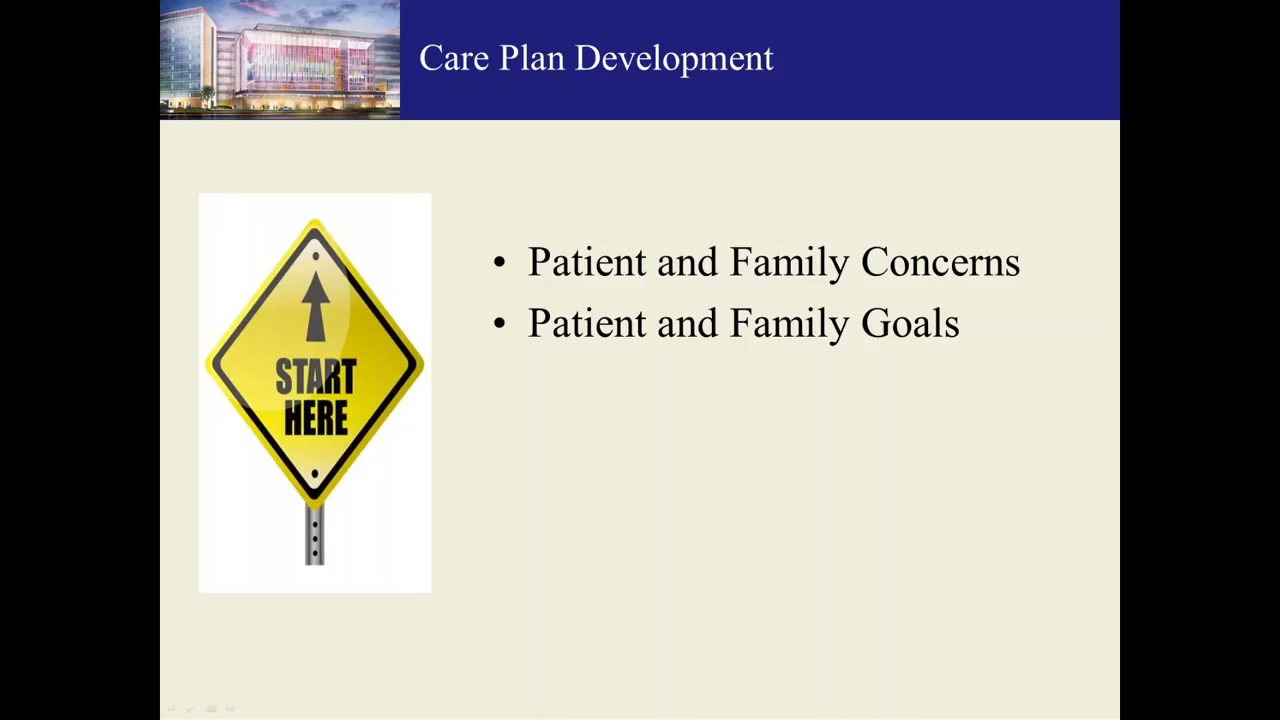 Care Plan Development
START
HERE
• Patient and Family Concerns
• Patient and Family Goals